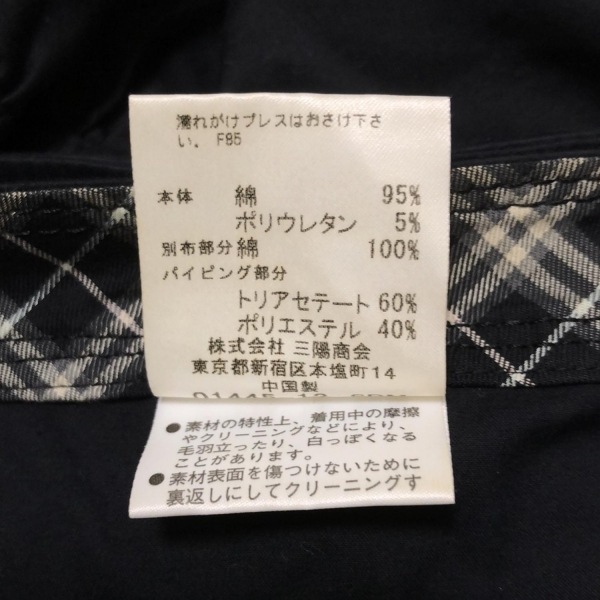 濡れがけプレスはおさけ下さ
い。 F85
本体 綿 95%
ポリウレタン 5%
別布部分 綿 100%
パイピング部分
トリアセテート 60%
ポリエステル 40%
株式会社 三陽商会
東京都新宿区本塩町14
中国製
●素材の特性上、着用中の摩擦
やクリーニングなどにより、
毛羽立ったり、白っぽくなる
ことがあります。
●素材表面を傷つけないために
裏返しにしてクリーニングす